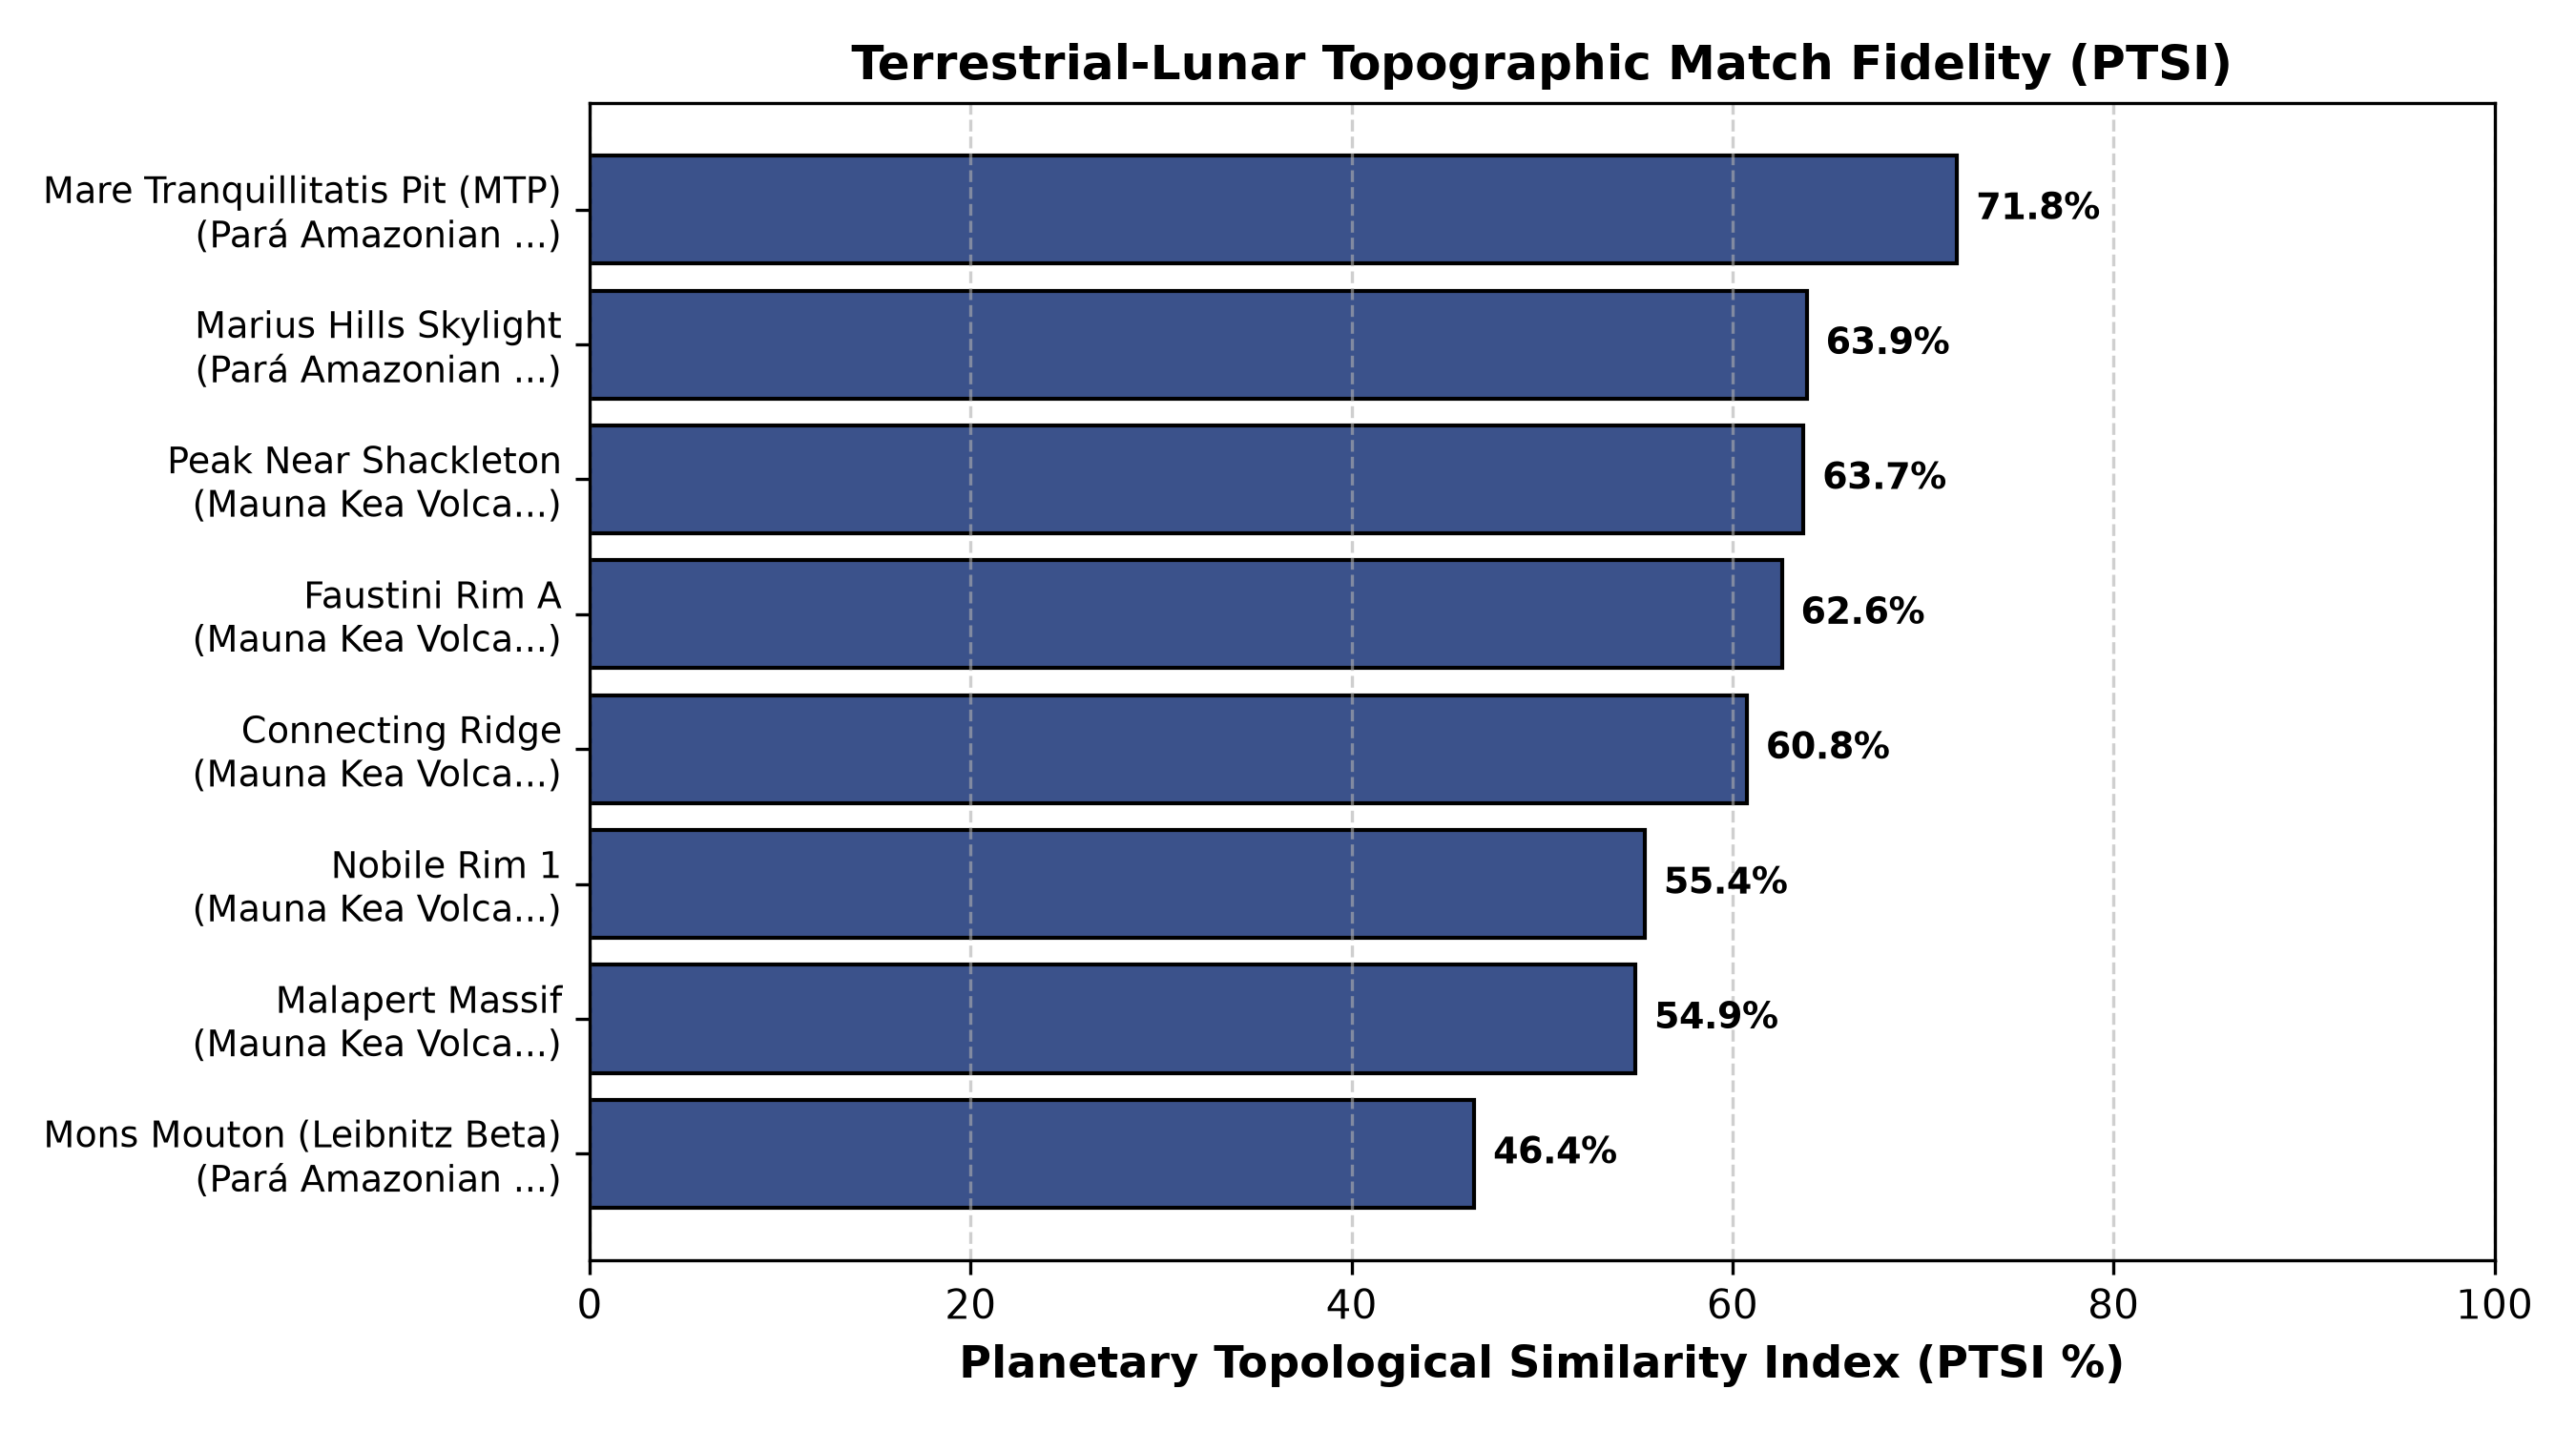 Terrestrial-Lunar Topographic Match Fidelity (PTSI)
Mare Tranquillitatis Pit (MTP)
(Pará Amazonian ...)
71.8%
Marius Hills Skylight
(Pará Amazonian ...)
63.9%
Peak Near Shackleton
(Mauna Kea Volca...)
63.7%
Faustini Rim A
(Mauna Kea Volca...)
62.6%
Connecting Ridge
(Mauna Kea Volca...)
60.8%
Nobile Rim 1
(Mauna Kea Volca...)
55.4%
Malapert Massif
(Mauna Kea Volca...)
54.9%
Mons Mouton (Leibnitz Beta)
(Pará Amazonian ...)
46.4%
0 20 40 60 80 100
Planetary Topological Similarity Index (PTSI %)